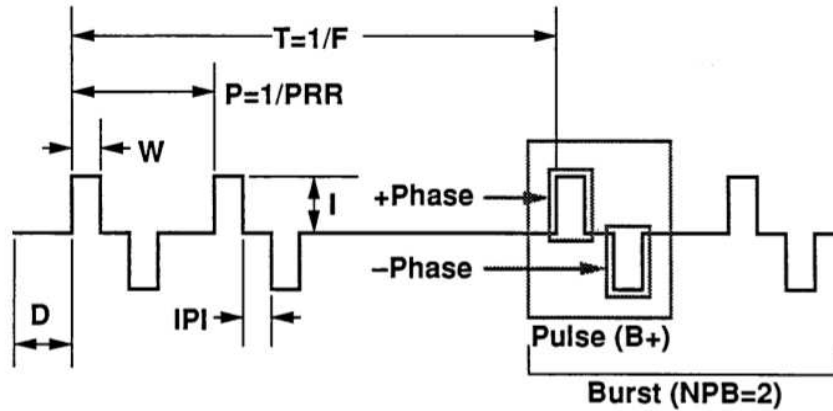 T=1/F
P=1/PRR
W
I
+Phase
−Phase
D
IPI
Pulse (B+)
Burst (NPB=2)